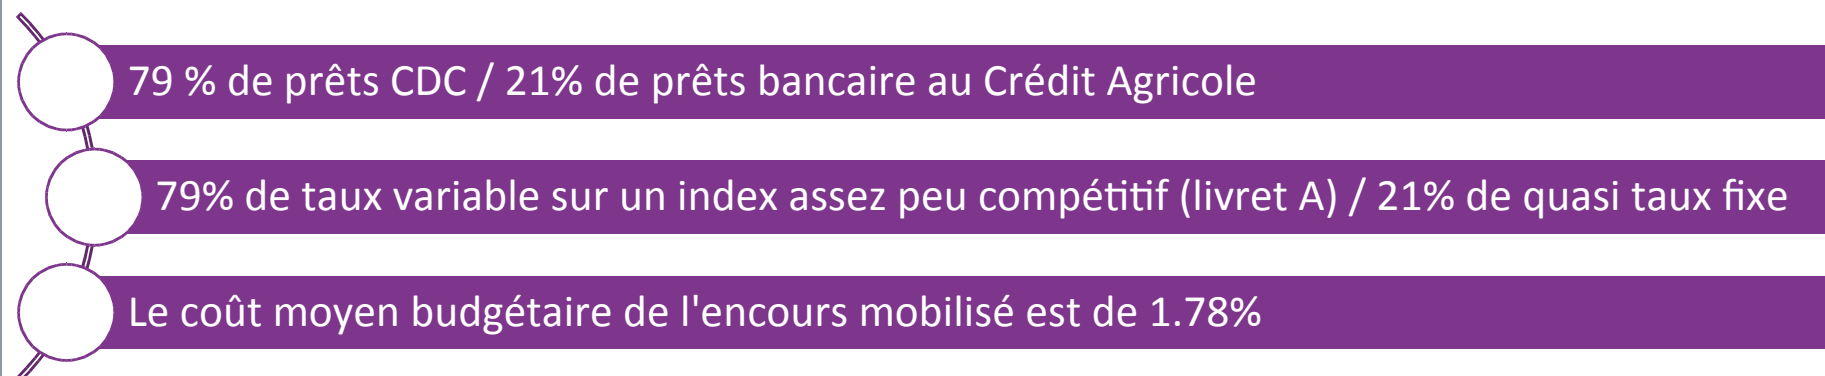 79 % de prêts CDC / 21% de prêts bancaire au Crédit Agricole
79% de taux variable sur un index assez peu compétitif (livret A) / 21% de quasi taux fixe
Le coût moyen budgétaire de l'encours mobilisé est de 1.78%